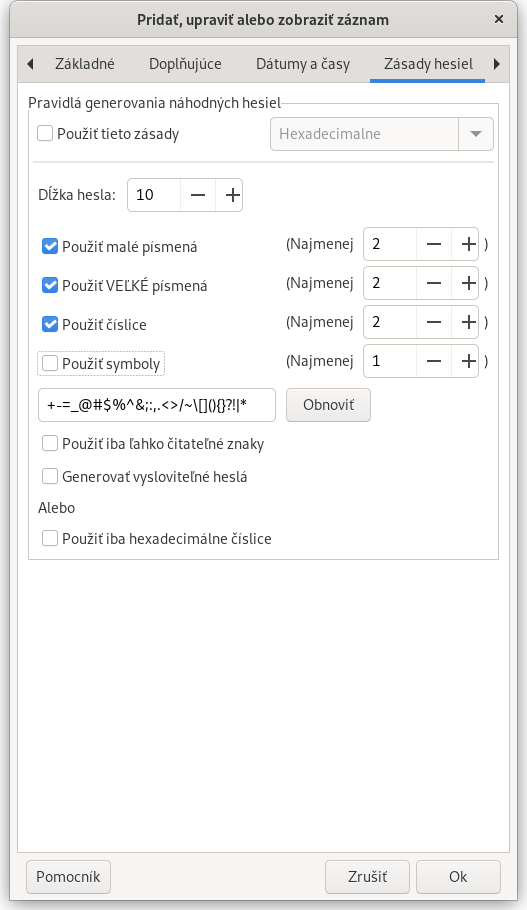 Pridať, upraviť alebo zobraziť záznam
Základné Doplňujúce Dátumy a časy Zásady hesiel
Pravidlá generovania náhodných hesiel
Použiť tieto zásady Hexadecimalne
Dĺžka hesla: 10
Použiť malé písmená (Najmenej 2 )
Použiť VEĽKÉ písmená (Najmenej 2 )
Použiť číslice (Najmenej 2 )
Použiť symboly (Najmenej 1 )
+-=_@#$%^&;:,.<>/~\[](){}?!|* Obnoviť
Použiť iba ľahko čitateľné znaky
Generovať vysloviteľné heslá
Alebo
Použiť iba hexadecimálne číslice
Pomocník Zrušiť Ok